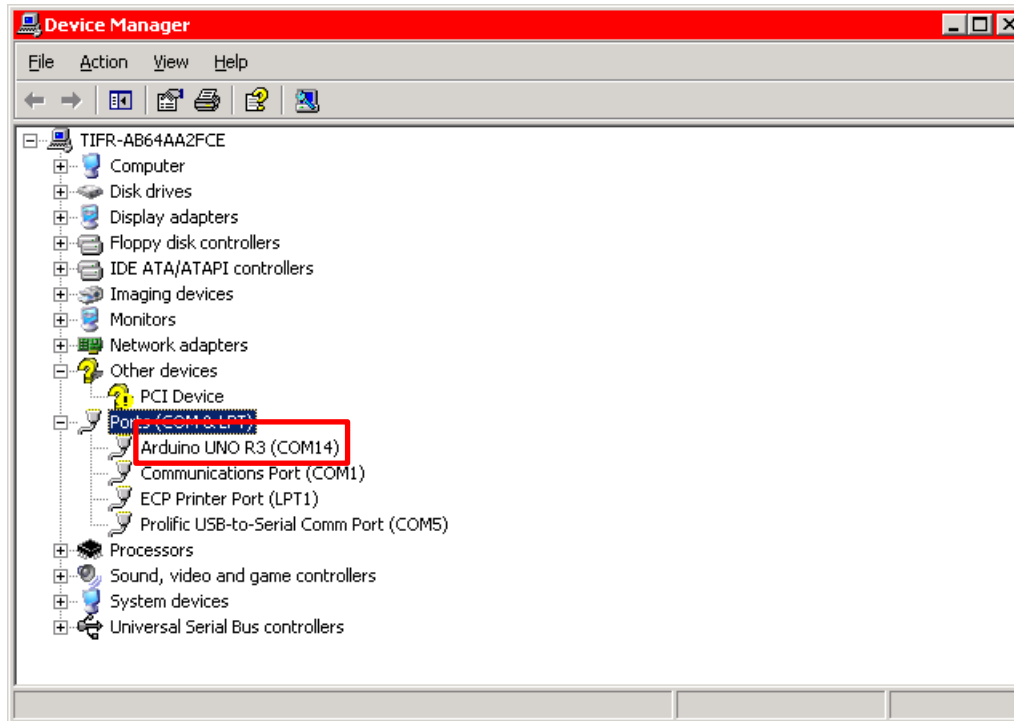 Device Manager
File Action View Help
TIFR-AB64AA2FCE
Computer
Disk drives
Display adapters
Floppy disk controllers
IDE ATA/ATAPI controllers
Imaging devices
Monitors
Network adapters
Other devices
PCI Device
Ports (COM & LPT)
Arduino UNO R3 (COM14)
Communications Port (COM1)
ECP Printer Port (LPT1)
Prolific USB-to-Serial Comm Port (COM5)
Processors
Sound, video and game controllers
System devices
Universal Serial Bus controllers